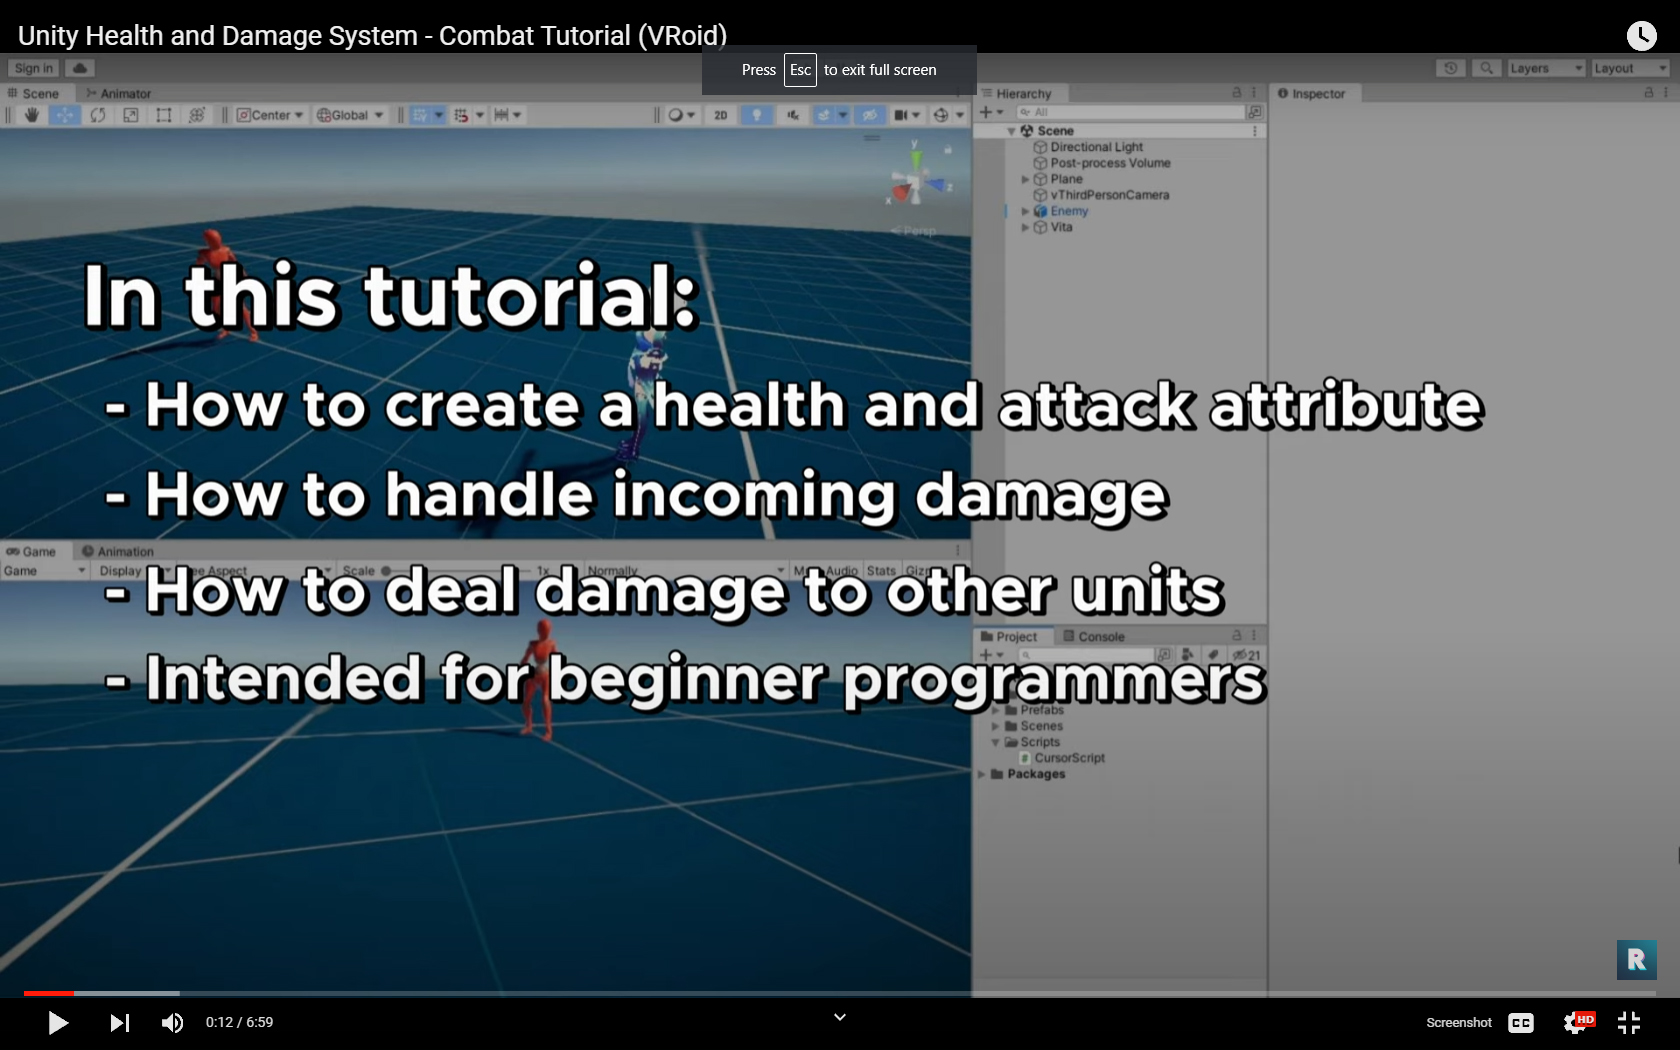 Unity Health and Damage System - Combat Tutorial (VRoid)
Press Esc to exit full screen
Sign in
Layers
Layout
Scene
Animator
Hierarchy
Inspector
Center
Global
2D
All
Scene
Directional Light
Post-process Volume
Plane
vThirdPersonCamera
Enemy
Vita
y
x
z
Persp
In this tutorial:
- How to create a health and attack attribute
- How to handle incoming damage
Game
Animation
Game
Display
Aspect
Scale
1x
Normally
Audio
Stats
- How to deal damage to other units
Project
Console
21
- Intended for beginner programmers
Prefabs
Scenes
Scripts
CursorScript
Packages
R
0:12 / 6:59
Screenshot
CC
HD